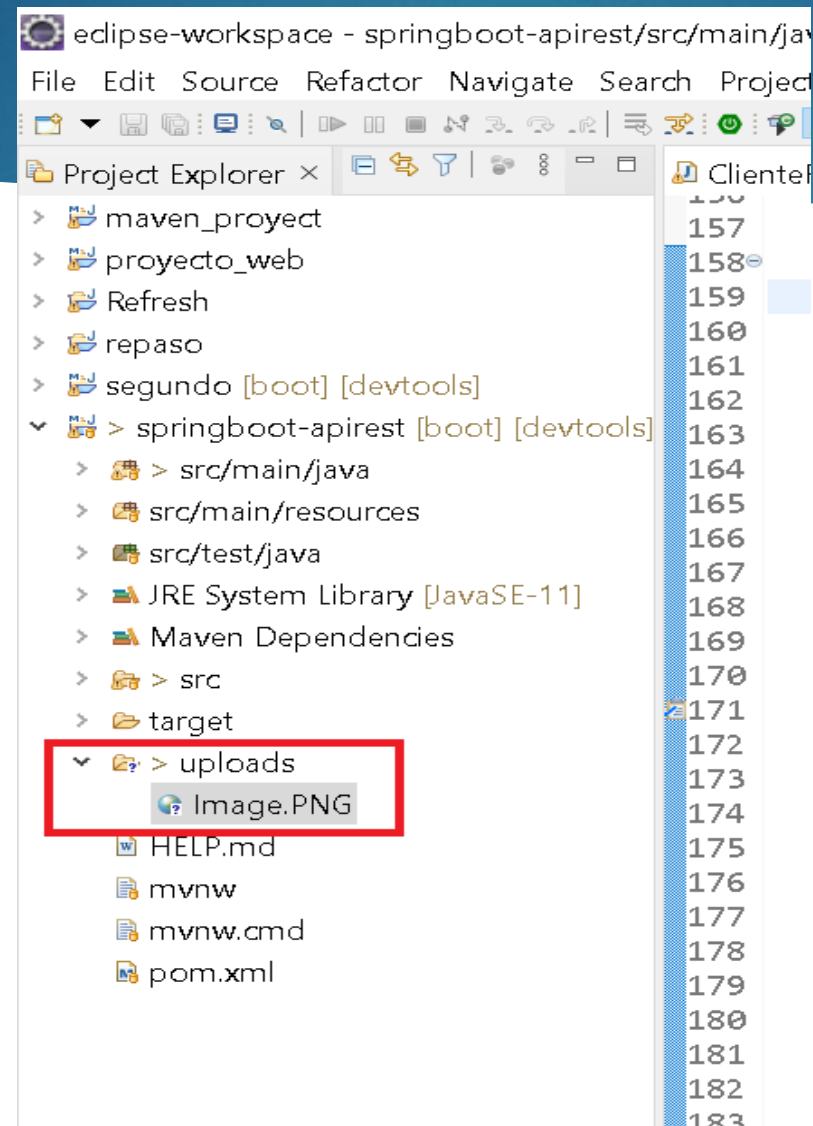 eclipse-workspace - springboot-apirest/src/main/jav
File Edit Source Refactor Navigate Search Project
Project Explorer
Cliente
maven_proyect
157
proyecto_web
158
Refresh
159
repaso
160
161
segundo [boot] [devtools]
162
> springboot-apirest [boot] [devtools]
163
> src/main/java
164
src/main/resources
165
166
src/test/java
167
JRE System Library [JavaSE-11]
168
Maven Dependencies
169
> src
170
target
171
172
> uploads
173
Image.PNG
174
HELP.md
175
mvnw
176
177
mvnw.cmd
178
pom.xml
179
180
181
182